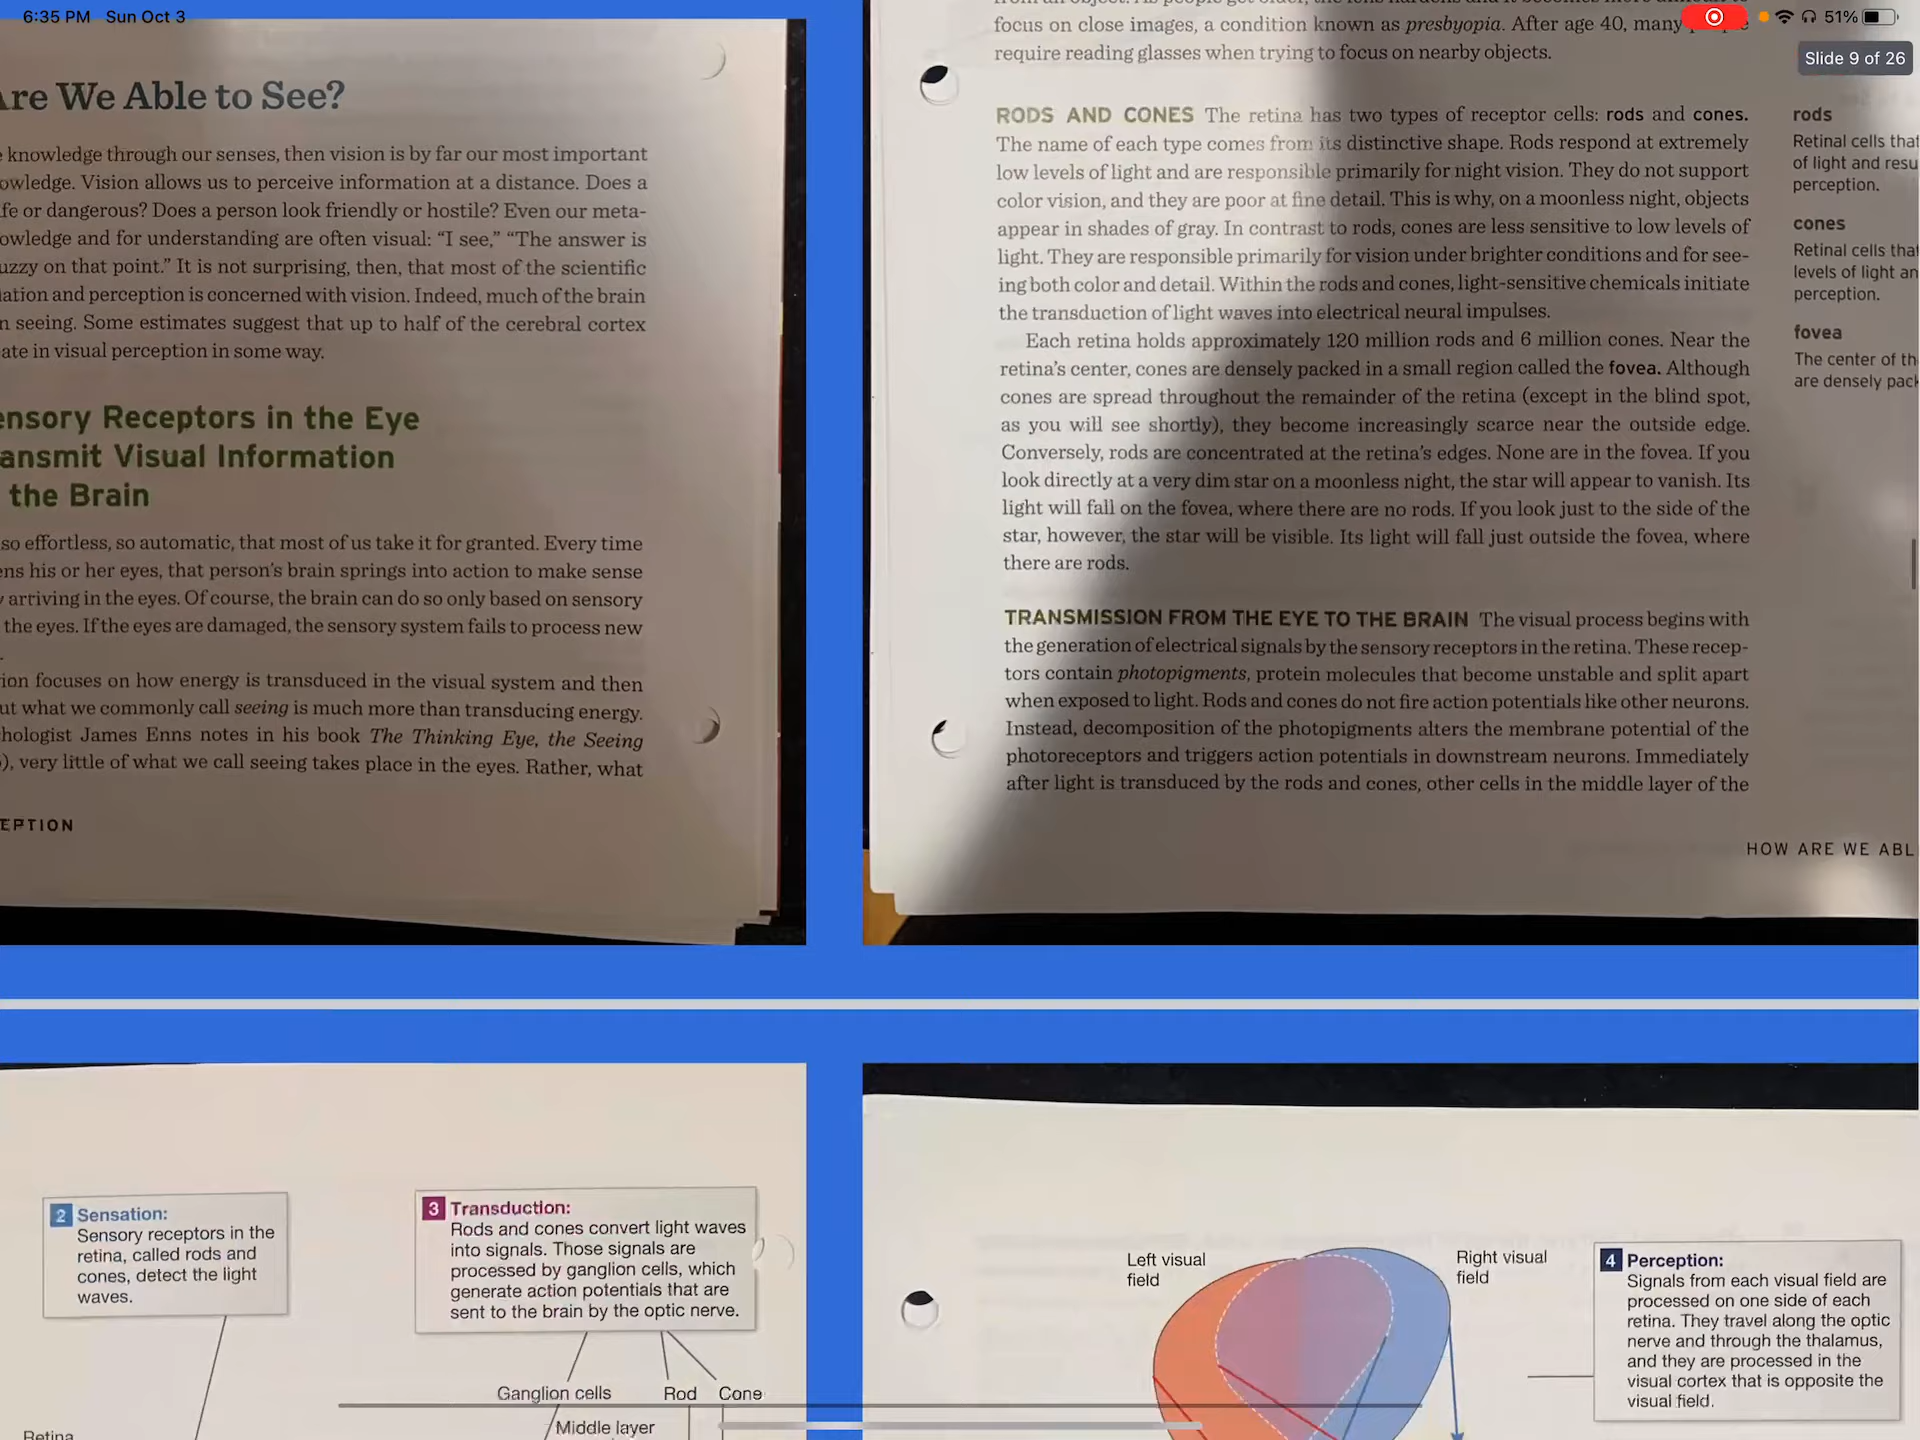 6:35 PM Sun Oct 3
51%
Slide 9 of 26
Are We Able to See?
knowledge through our senses, then vision is by far our most important
owledge. Vision allows us to perceive information at a distance. Does a
fe or dangerous? Does a person look friendly or hostile? Even our meta-
owledge and for understanding are often visual: “I see,” “The answer is
uzzy on that point.” It is not surprising, then, that most of the scientific
ation and perception is concerned with vision. Indeed, much of the brain
n seeing. Some estimates suggest that up to half of the cerebral cortex
ate in visual perception in some way.
ensory Receptors in the Eye
ansmit Visual Information
the Brain
so effortless, so automatic, that most of us take it for granted. Every time
ens his or her eyes, that person’s brain springs into action to make sense
arriving in the eyes. Of course, the brain can do so only based on sensory
the eyes. If the eyes are damaged, the sensory system fails to process new
.
ion focuses on how energy is transduced in the visual system and then
ut what we commonly call seeing is much more than transducing energy.
hologist James Enns notes in his book The Thinking Eye, the Seeing
), very little of what we call seeing takes place in the eyes. Rather, what
EPTION
focus on close images, a condition known as presbyopia. After age 40, many
require reading glasses when trying to focus on nearby objects.
RODS AND CONES The retina has two types of receptor cells: rods and cones.
The name of each type comes from its distinctive shape. Rods respond at extremely
low levels of light and are responsible primarily for night vision. They do not support
color vision, and they are poor at fine detail. This is why, on a moonless night, objects
appear in shades of gray. In contrast to rods, cones are less sensitive to low levels of
light. They are responsible primarily for vision under brighter conditions and for see-
ing both color and detail. Within the rods and cones, light-sensitive chemicals initiate
the transduction of light waves into electrical neural impulses.
Each retina holds approximately 120 million rods and 6 million cones. Near the
retina’s center, cones are densely packed in a small region called the fovea. Although
cones are spread throughout the remainder of the retina (except in the blind spot,
as you will see shortly), they become increasingly scarce near the outside edge.
Conversely, rods are concentrated at the retina’s edges. None are in the fovea. If you
look directly at a very dim star on a moonless night, the star will appear to vanish. Its
light will fall on the fovea, where there are no rods. If you look just to the side of the
star, however, the star will be visible. Its light will fall just outside the fovea, where
there are rods.
TRANSMISSION FROM THE EYE TO THE BRAIN The visual process begins with
the generation of electrical signals by the sensory receptors in the retina. These recep-
tors contain photopigments, protein molecules that become unstable and split apart
when exposed to light. Rods and cones do not fire action potentials like other neurons.
Instead, decomposition of the photopigments alters the membrane potential of the
photoreceptors and triggers action potentials in downstream neurons. Immediately
after light is transduced by the rods and cones, other cells in the middle layer of the
HOW ARE WE ABL
rods
Retinal cells that
of light and resu
perception.
cones
Retinal cells that
levels of light an
perception.
fovea
The center of th
are densely pack
2 Sensation:
Sensory receptors in the
retina, called rods and
cones, detect the light
waves.
3 Transduction:
Rods and cones convert light waves
into signals. Those signals are
processed by ganglion cells, which
generate action potentials that are
sent to the brain by the optic nerve.
Ganglion cells Rod Cone
Middle layer
Retina
Left visual
field
Right visual
field
4 Perception:
Signals from each visual field are
processed on one side of each
retina. They travel along the optic
nerve and through the thalamus,
and they are processed in the
visual cortex that is opposite the
visual field.